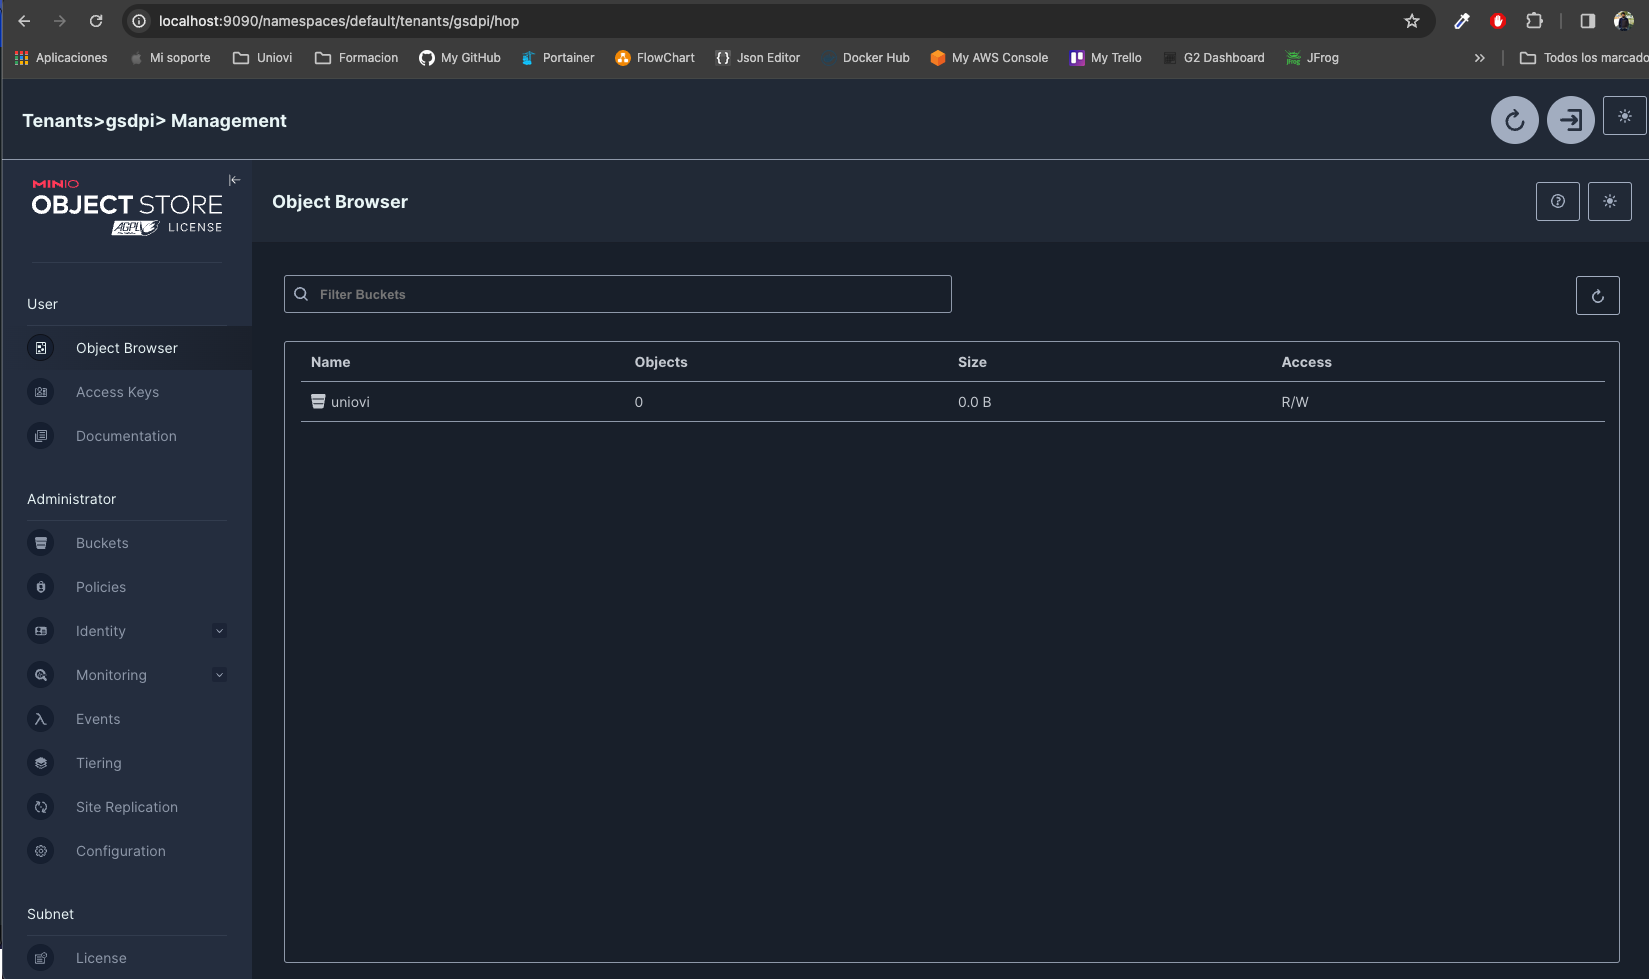 localhost:9090/namespaces/default/tenants/gsdpi/hop
Aplicaciones Mi soporte Uniovi Formacion My GitHub Portainer FlowChart Json Editor Docker Hub My AWS Console My Trello G2 Dashboard JFrog » Todos los marcado
Tenants>gsdpi> Management
MINIO
OBJECT STORE
AGPL LICENSE
Object Browser
User
Filter Buckets
Object Browser
Name Objects Size Access
Access Keys
uniovi 0 0.0 B R/W
Documentation
Administrator
Buckets
Policies
Identity
Monitoring
Events
Tiering
Site Replication
Configuration
Subnet
License